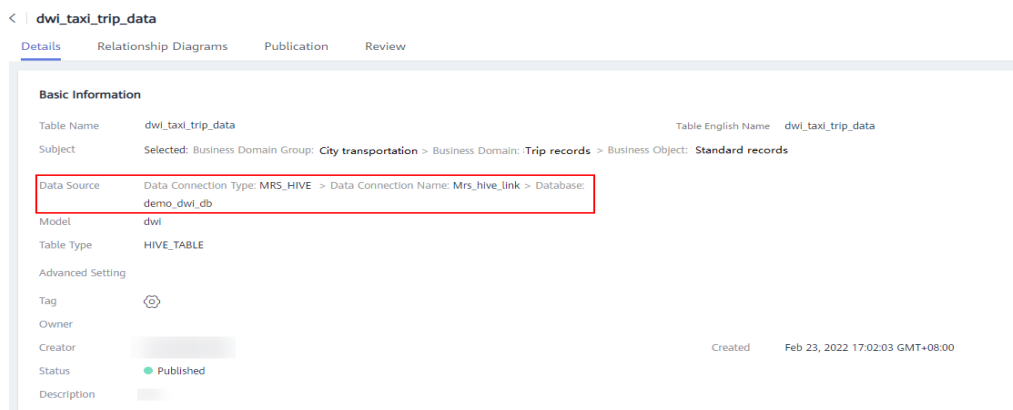 dwi_taxi_trip_data
Details Relationship Diagrams Publication Review
Basic Information
Table Name dwi_taxi_trip_data Table English Name dwi_taxi_trip_data
Subject Selected: Business Domain Group: City transportation > Business Domain: Trip records > Business Object: Standard records
Data Source Data Connection Type: MRS_HIVE > Data Connection Name: Mrs_hive_link > Database:
demo_dwi_db
Model dwi
Table Type HIVE_TABLE
Advanced Setting
Tag
Owner
Creator Created Feb 23, 2022 17:02:03 GMT+08:00
Status Published
Description